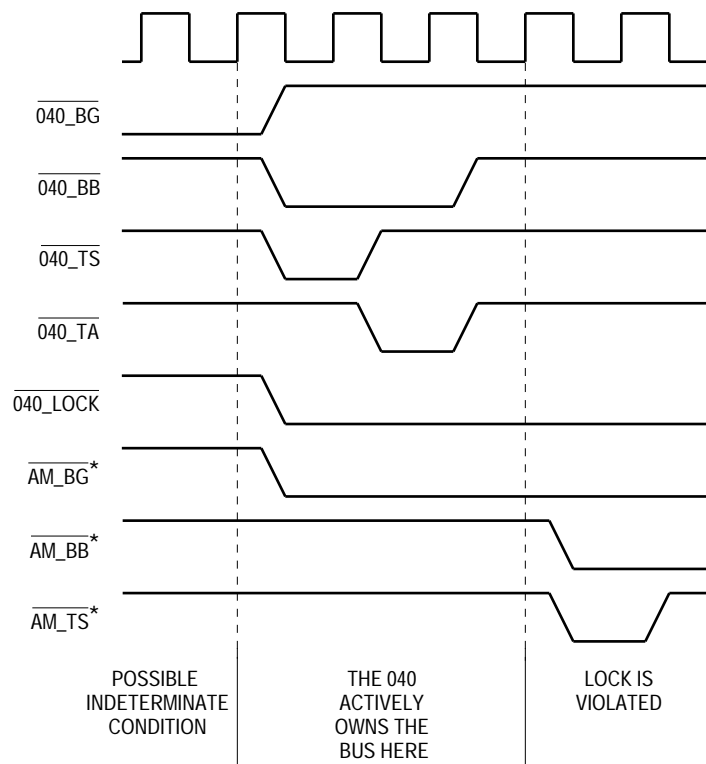 040_BG
040_BB
040_TS
040_TA
040_LOCK
AM_BG*
AM_BB*
AM_TS*
POSSIBLE
INDETERMINATE
CONDITION
THE 040
ACTIVELY
OWNS THE
BUS HERE
LOCK IS
VIOLATED